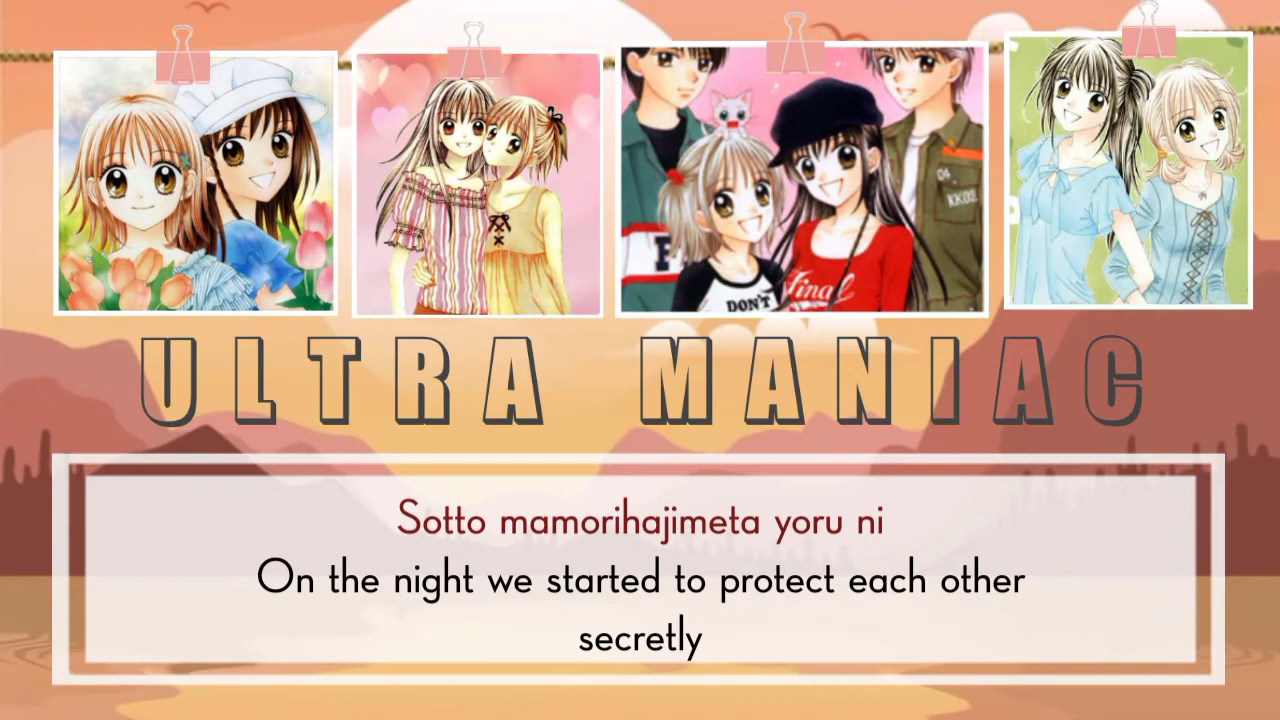 04
KK02
DON'T
Final
ULTRA MANIAC
Sotto mamorihajimeta yoru ni
On the night we started to protect each other
secretly